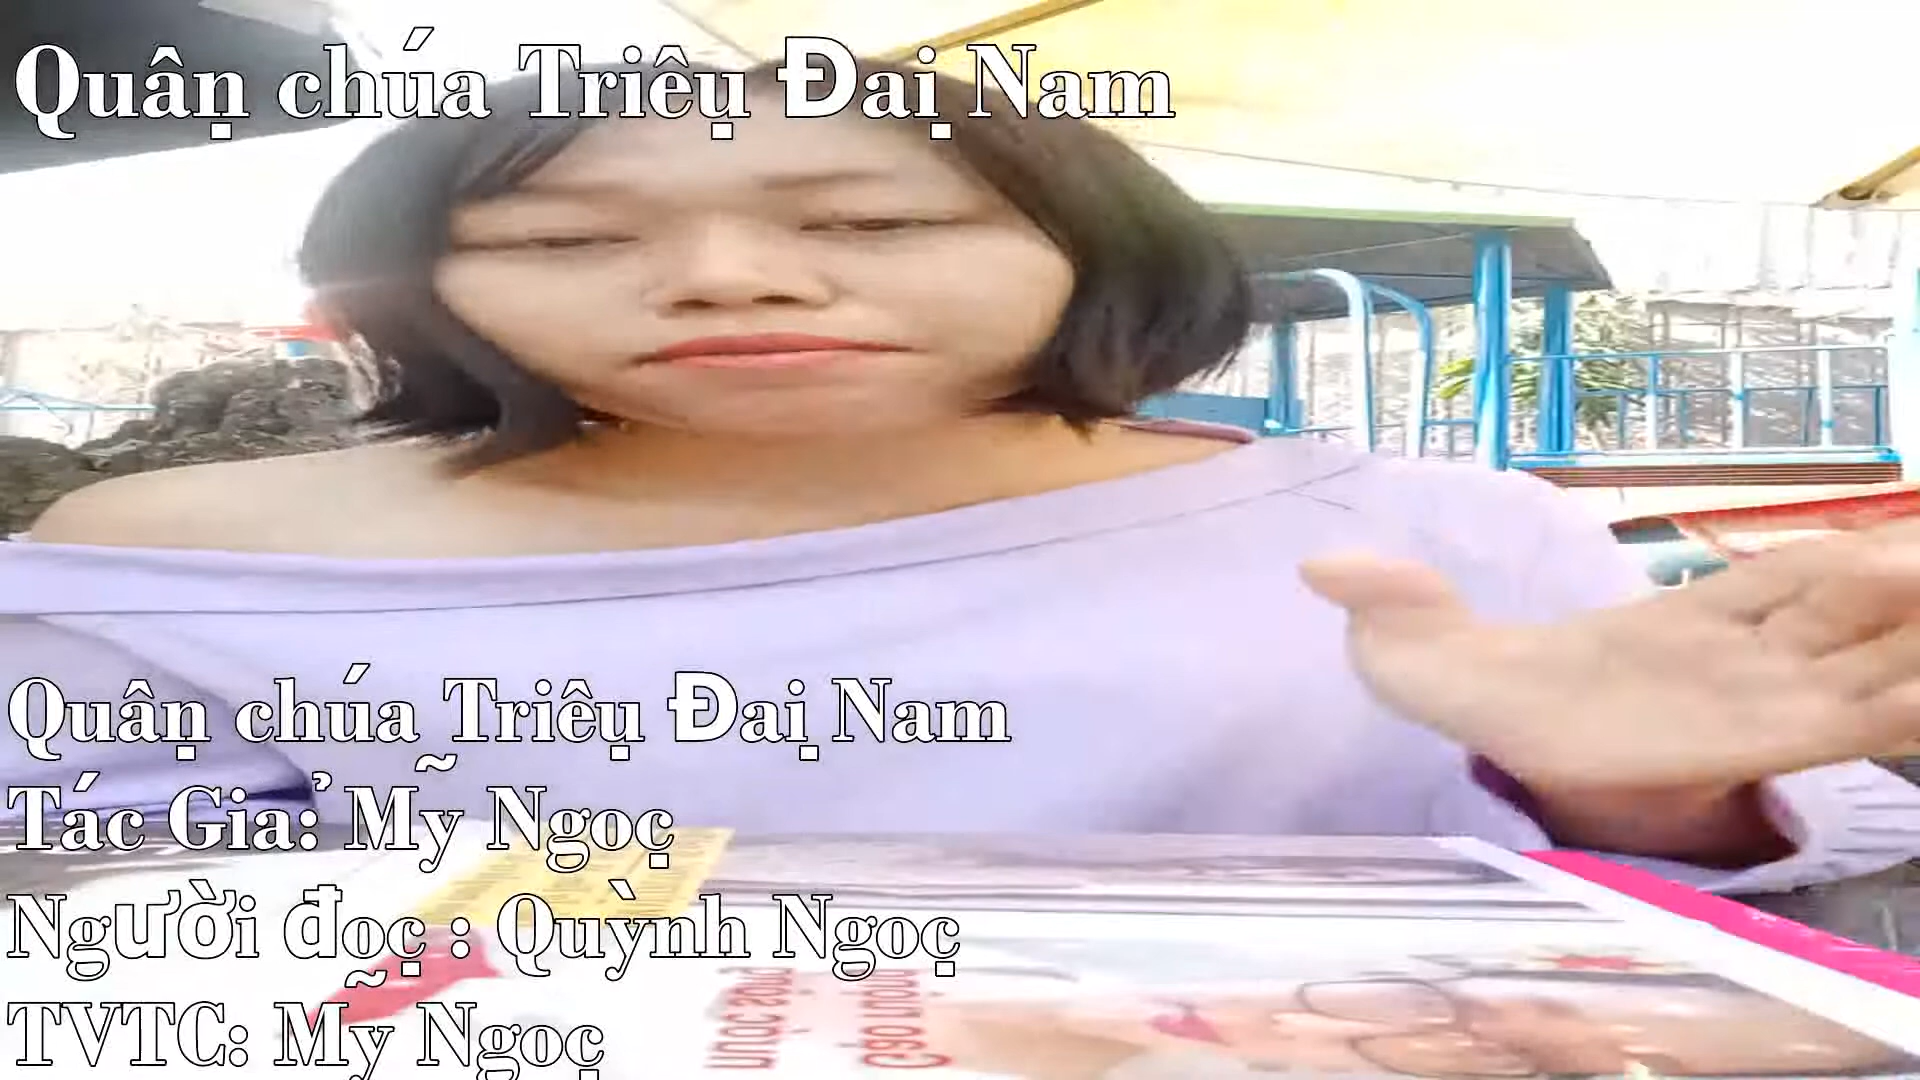 Quận chúa Triệu Đại Nam
Quận chúa Triệu Đại Nam
Tác Giả: Mỹ Ngọc
Người đọc : Quỳnh Ngọc
TVTC: Mỹ Ngọc